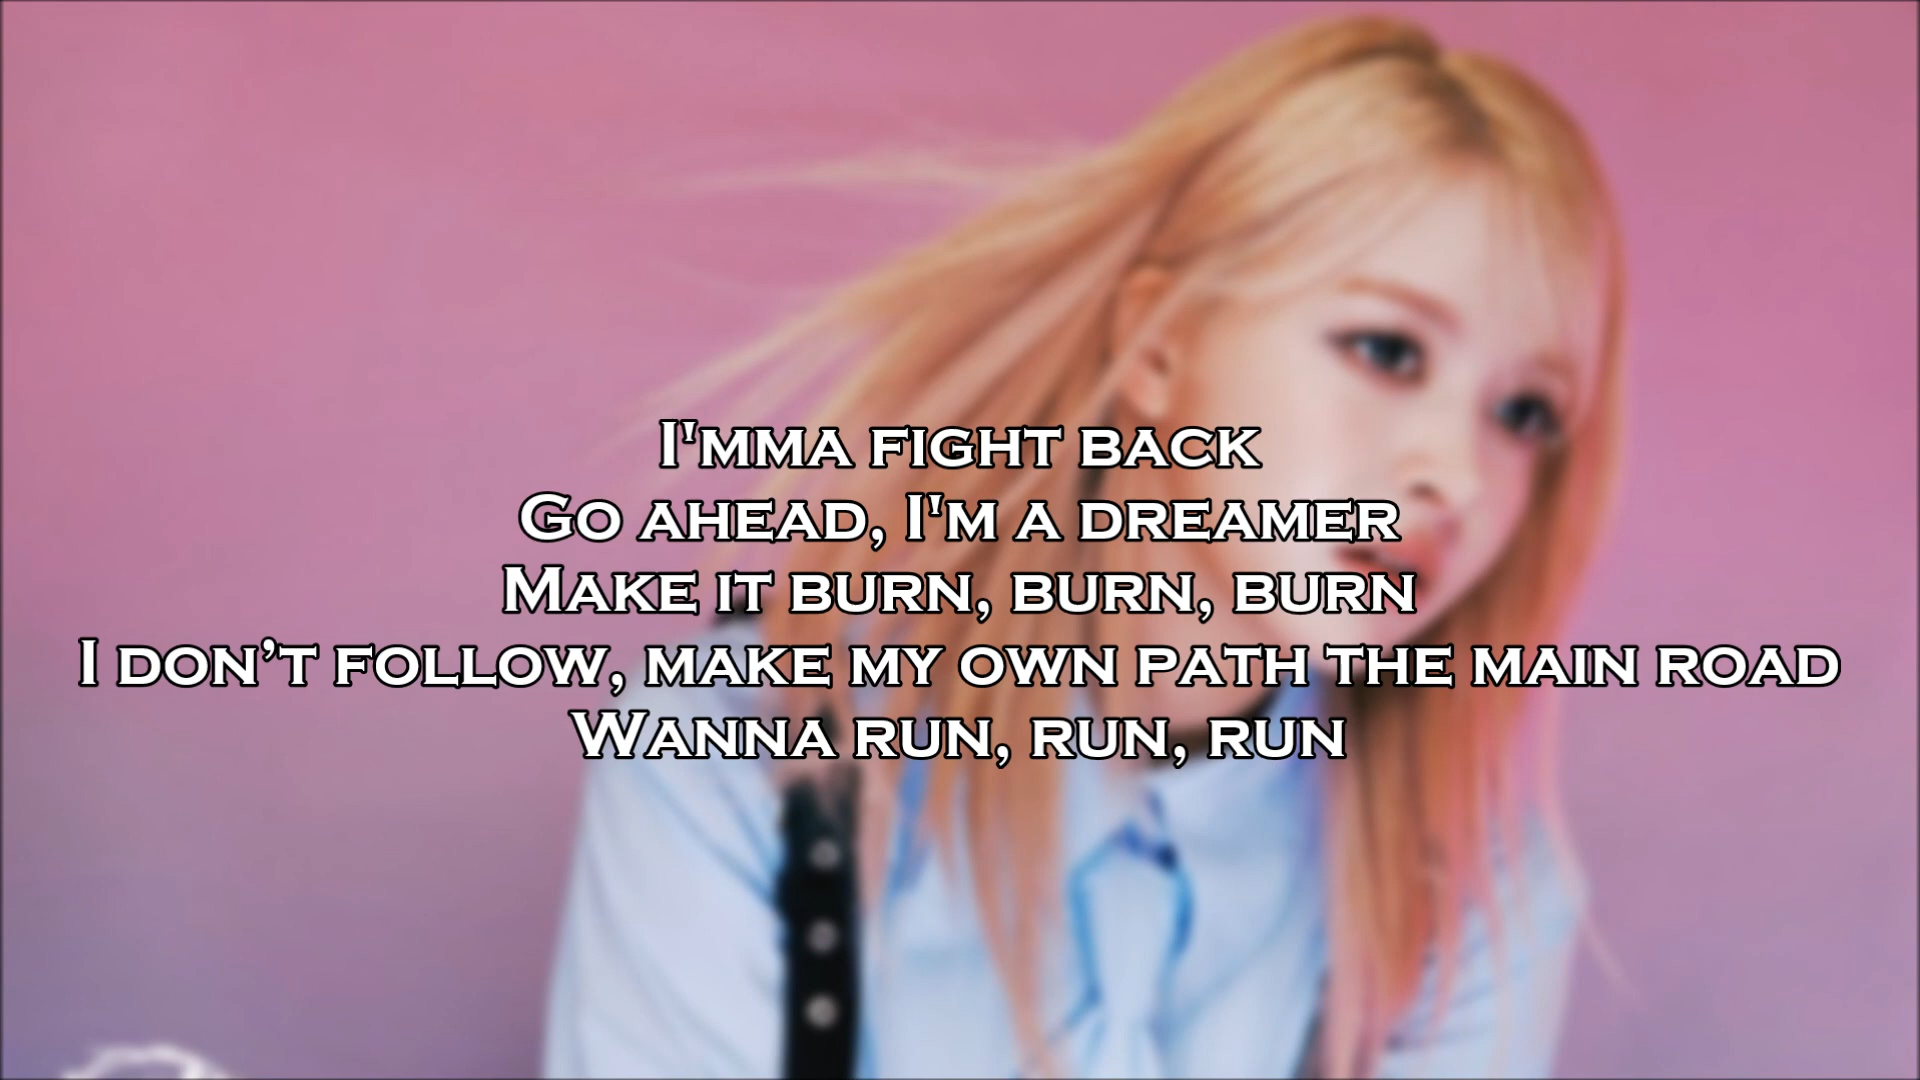 I'mma fight back
Go ahead, I'm a dreamer
Make it burn, burn, burn
I don’t follow, make my own path the main road
Wanna run, run, run